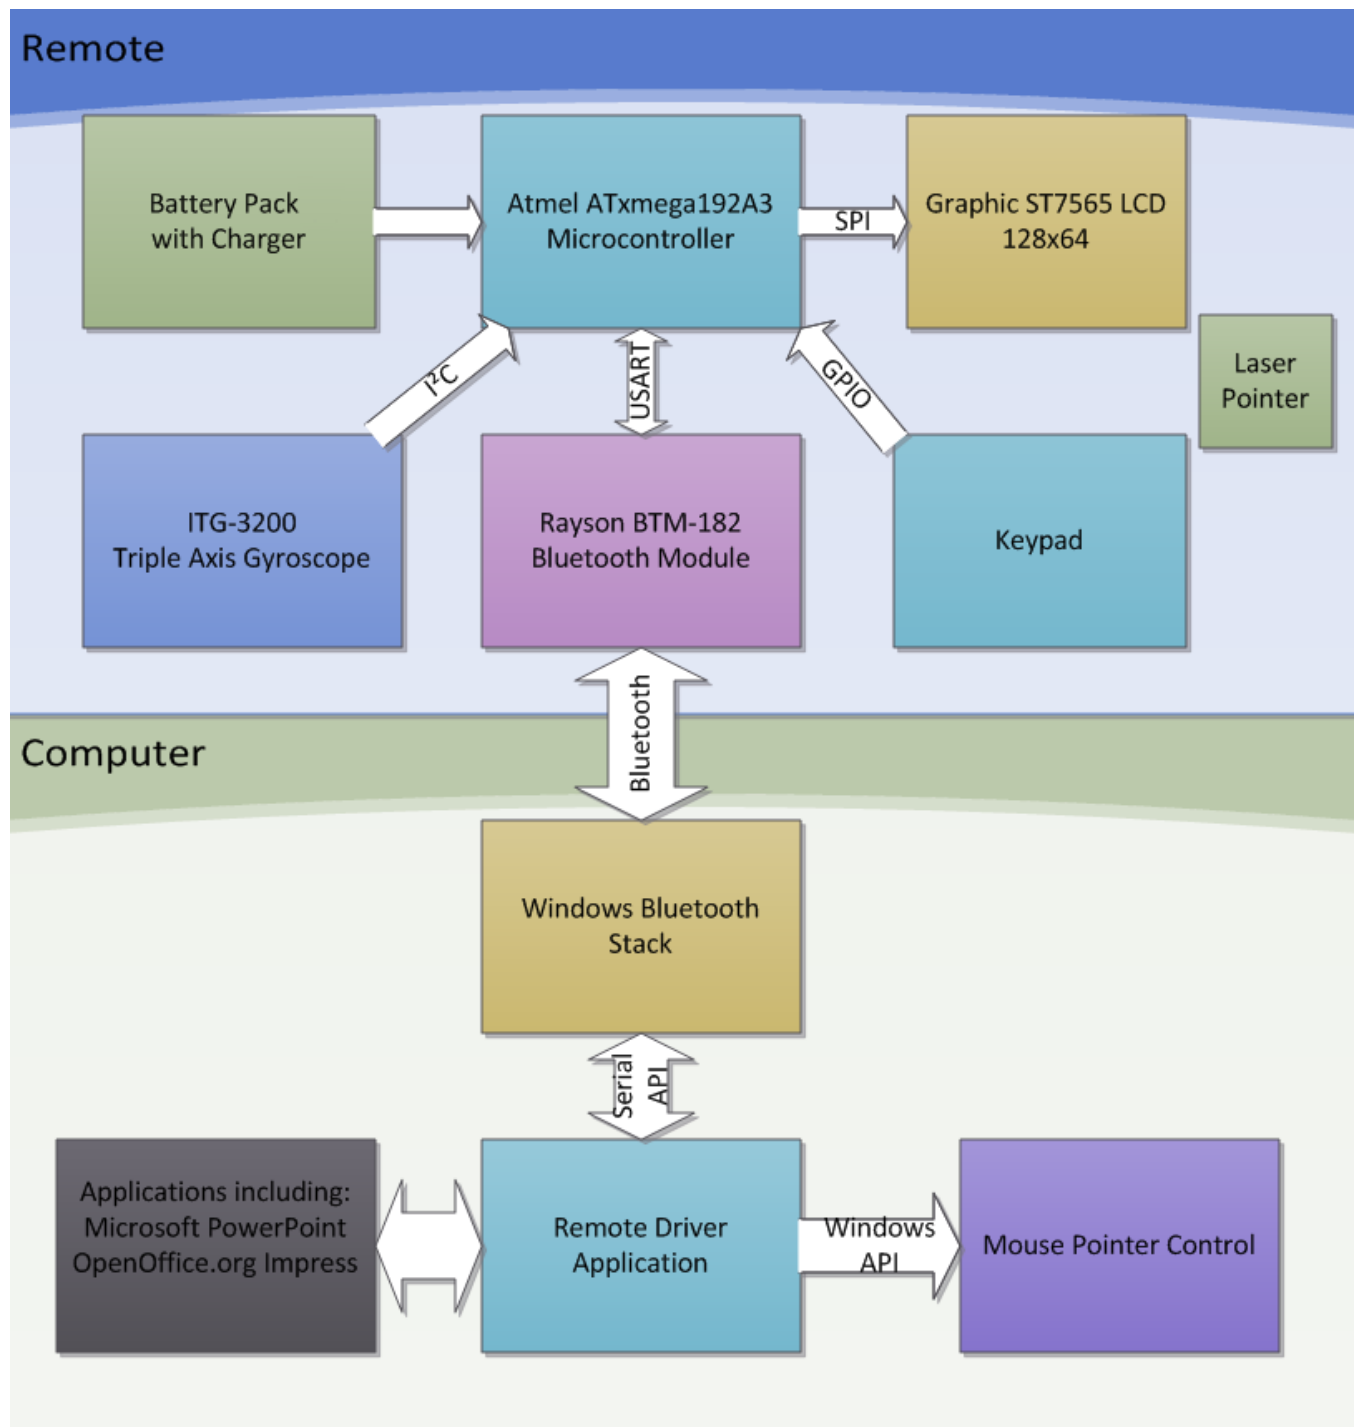 Remote
Battery Pack
with Charger
Atmel ATxmega192A3
Microcontroller
SPI
Graphic ST7565 LCD
128x64
Laser
Pointer
I²C
USART
GPIO
ITG-3200
Triple Axis Gyroscope
Rayson BTM-182
Bluetooth Module
Keypad
Bluetooth
Computer
Windows Bluetooth
Stack
Serial
API
Applications including:
Microsoft PowerPoint
OpenOffice.org Impress
Remote Driver
Application
Windows
API
Mouse Pointer Control